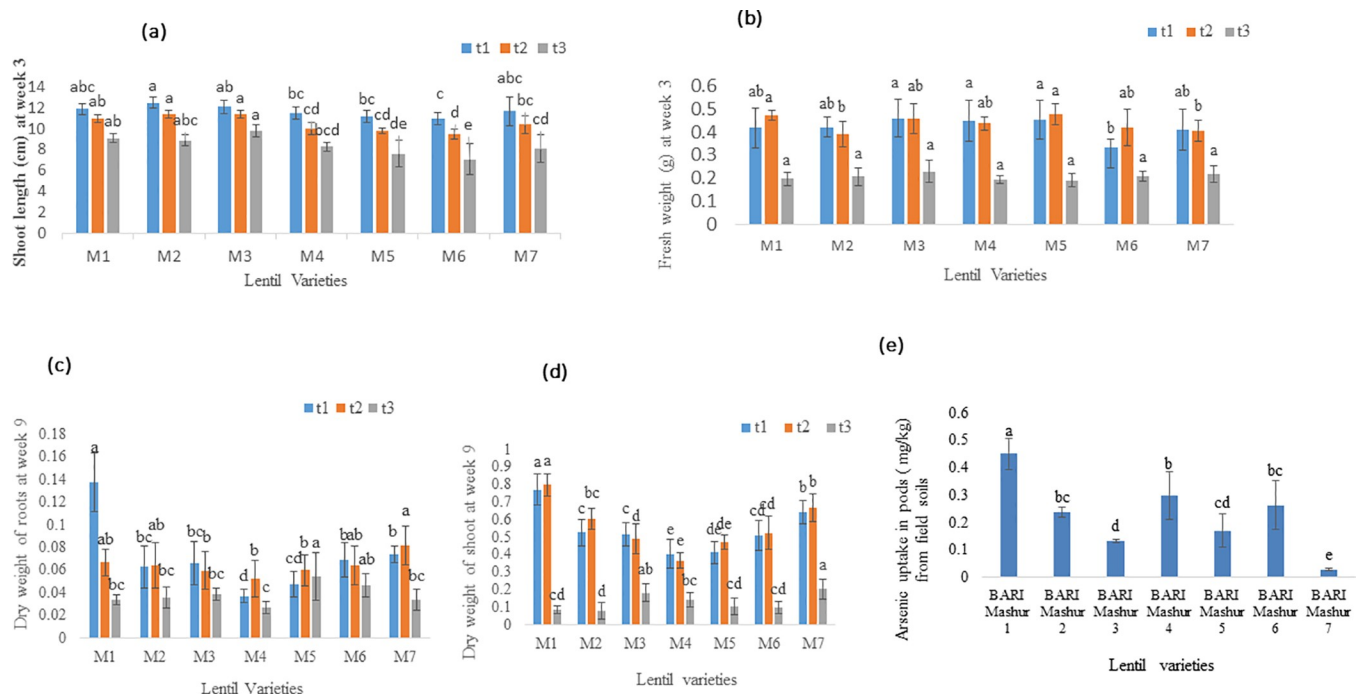 (a)
t1 t2 t3
Shoot length (cm) at week 3
14
12
10
8
6
4
2
0
abc ab ab a a abc ab a a bc cd bcd bc cd de c d e abc bc cd
M1 M2 M3 M4 M5 M6 M7
Lentil Varieties
(b)
t1 t2 t3
Fresh weight (g) at week 3
0.6
0.5
0.4
0.3
0.2
0.1
0
ab a a ab b a a a a a ab a a a a b ab a ab b a
M1 M2 M3 M4 M5 M6 M7
Lentil Varieties
(c)
t1 t2 t3
Dry weight of roots at week 9
0.18
0.16
0.14
0.12
0.1
0.08
0.06
0.04
0.02
0
a ab bc bc ab bc bc ab bc d b c cd ab a ab ab ab b a bc
M1 M2 M3 M4 M5 M6 M7
Lentil Varieties
(d)
t1 t2 t3
Dry weight of shoot at week 9
1
0.9
0.8
0.7
0.6
0.5
0.4
0.3
0.2
0.1
0
a a cd c bc d c d ab e e bc de de cd cd cd cd b b a
M1 M2 M3 M4 M5 M6 M7
Lentil varieties
(e)
Arsenic uptake in pods ( mg/kg)
from field soils
0.6
0.5
0.4
0.3
0.2
0.1
0
a bc d b cd bc e
BARI BARI BARI BARI BARI BARI BARI
Mashur Mashur Mashur Mashur Mashur Mashur Mashur
1 2 3 4 5 6 7
Lentil varieties